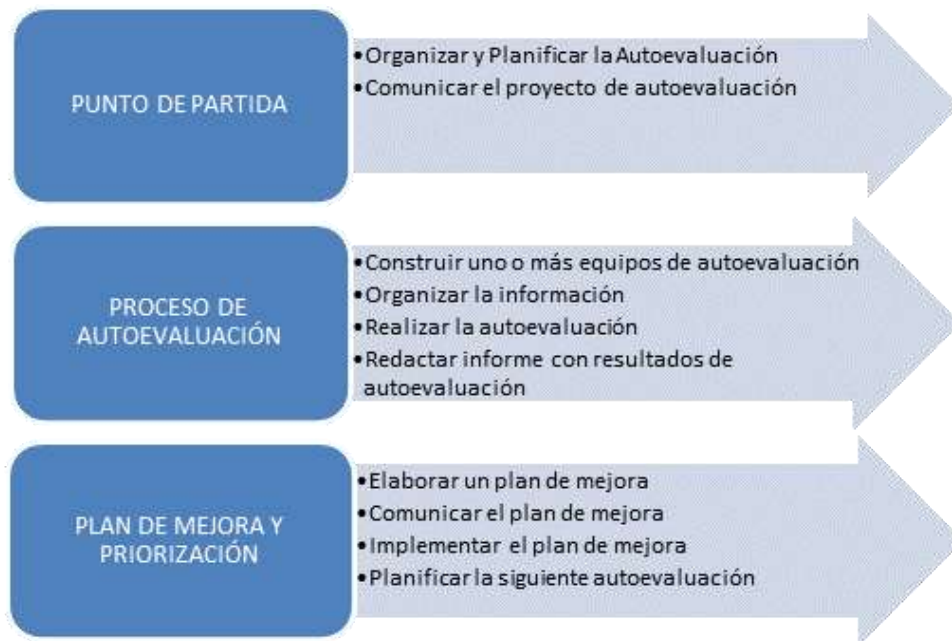 PUNTO DE PARTIDA
•Organizar y Planificar la Autoevaluación
•Comunicar el proyecto de autoevaluación
PROCESO DE
AUTOEVALUACIÓN
•Construir uno o más equipos de autoevaluación
•Organizar la información
•Realizar la autoevaluación
•Redactar informe con resultados de
autoevaluación
PLAN DE MEJORA Y
PRIORIZACIÓN
•Elaborar un plan de mejora
•Comunicar el plan de mejora
•Implementar el plan de mejora
•Planificar la siguiente autoevaluación